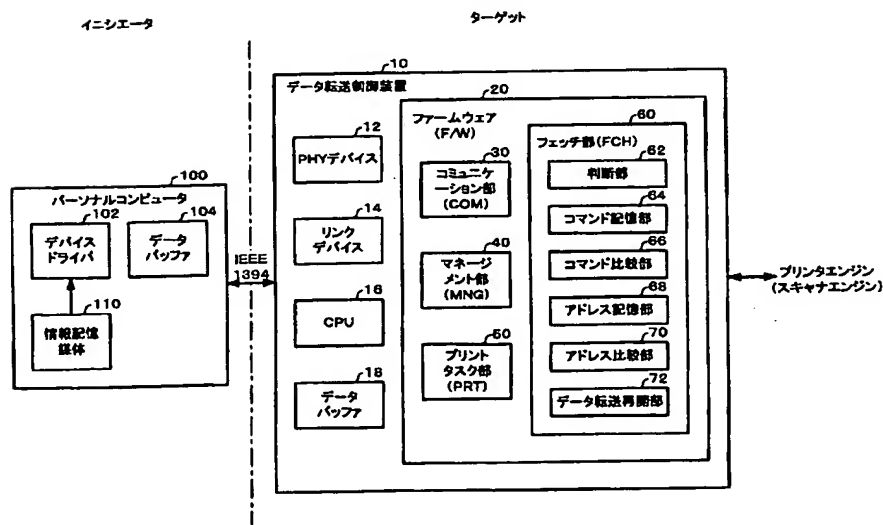 イニシエータ
ターゲット
10
データ転送制御装置
20
ファームウェア
(F/W)
60
フェッチ部(FCH)
12
PHYデバイス
30
コミュニケ
ーション部
(COM)
62
判断部
64
コマンド記憶部
100
パーソナルコンピュータ
102
デバイス
ドライバ
104
データ
バッファ
14
リンク
デバイス
66
コマンド比較部
IEEE
1394
40
マネージ
メント部
(MNG)
68
アドレス記憶部
プリンタエンジン
(スキャナエンジン)
110
情報記憶
媒体
16
CPU
50
プリント
タスク部
(PRT)
70
アドレス比較部
18
データ
バッファ
72
データ転送再開部